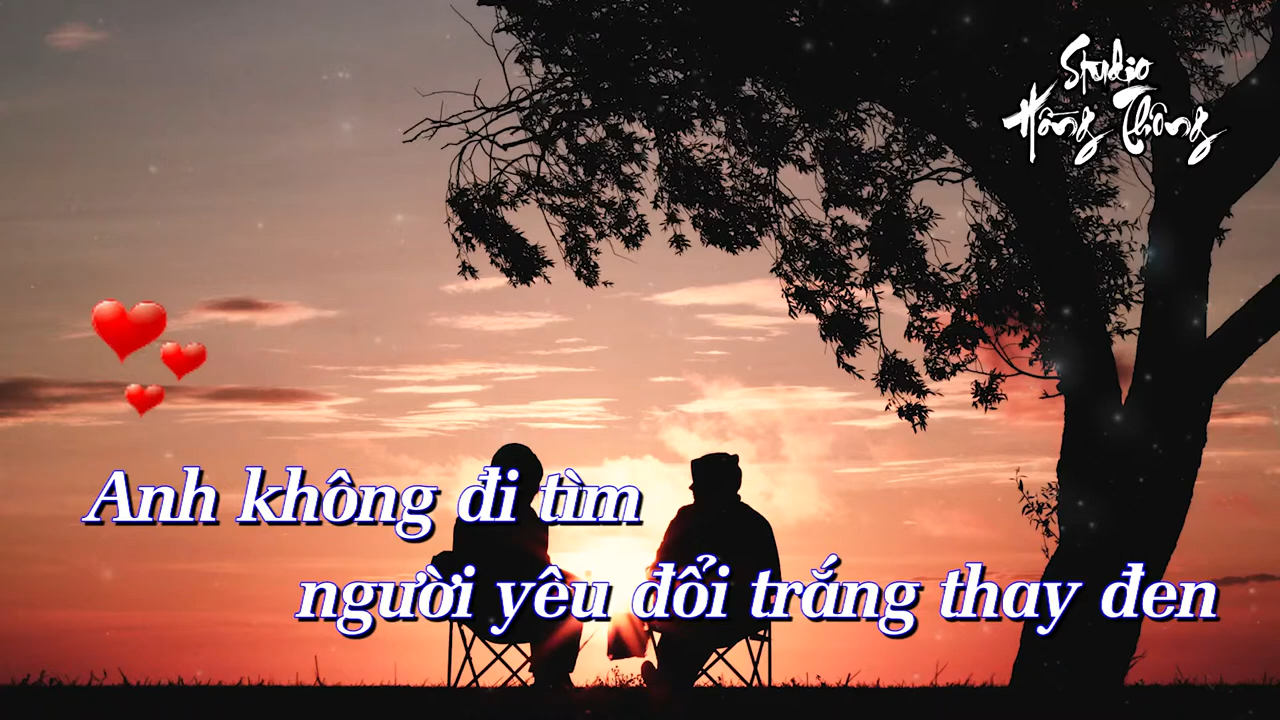 Studio
Hồng Thông
Anh không đi tìm
người yêu đổi trắng thay đen